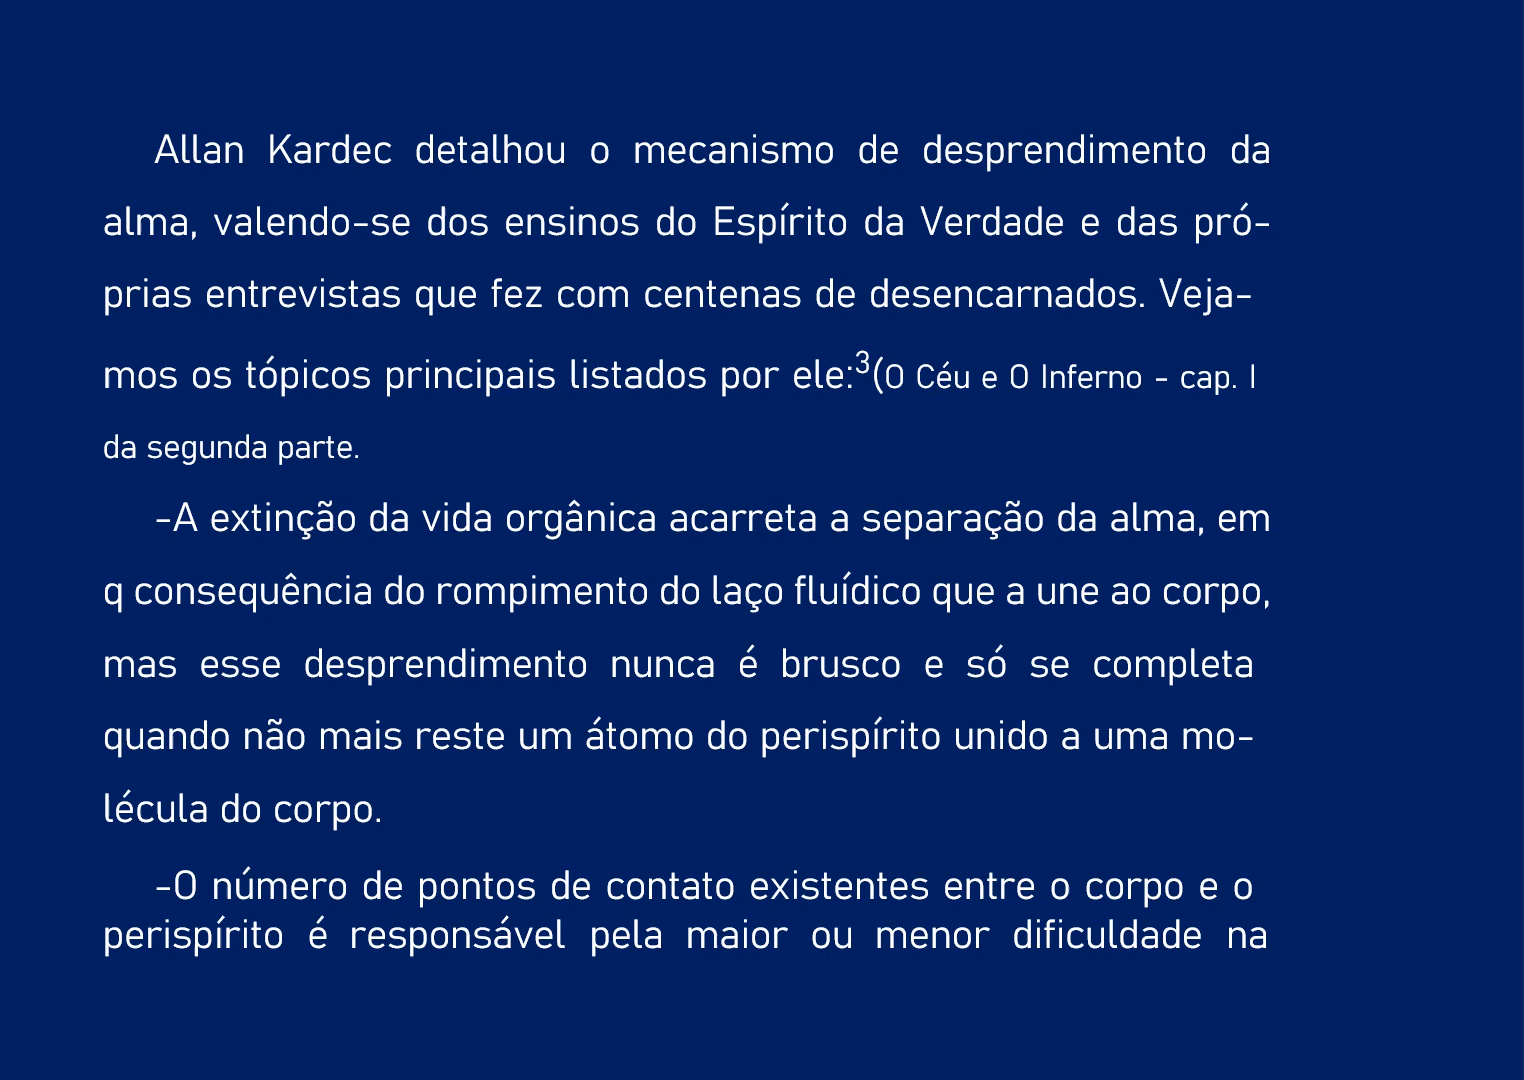 Allan Kardec detalhou o mecanismo de desprendimento da
alma, valendo-se dos ensinos do Espírito da Verdade e das pró-
prias entrevistas que fez com centenas de desencarnados. Veja-
mos os tópicos principais listados por ele:³(O Céu e O Inferno - cap. I
da segunda parte.
-A extinção da vida orgânica acarreta a separação da alma, em
q consequência do rompimento do laço fluídico que a une ao corpo,
mas esse desprendimento nunca é brusco e só se completa
quando não mais reste um átomo do perispírito unido a uma mo-
lécula do corpo.
-O número de pontos de contato existentes entre o corpo e o
perispírito é responsável pela maior ou menor dificuldade na